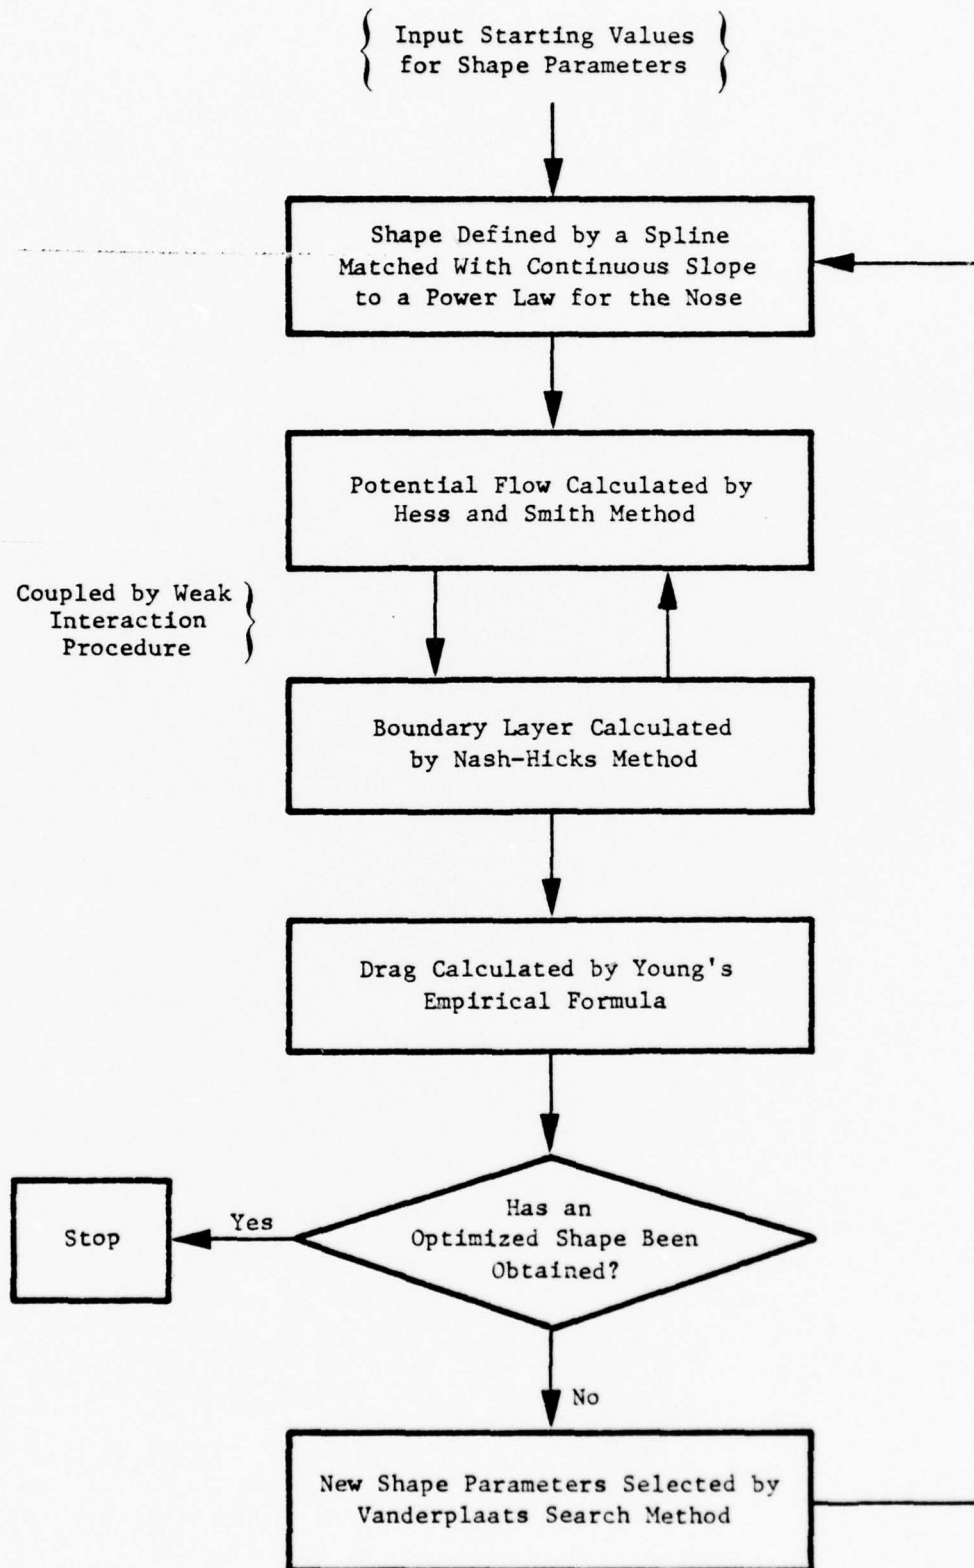 Input Starting Values
for Shape Parameters
Shape Defined by a Spline
Matched With Continuous Slope
to a Power Law for the Nose
Potential Flow Calculated by
Hess and Smith Method
Coupled by Weak
Interaction
Procedure
Boundary Layer Calculated
by Nash-Hicks Method
Drag Calculated by Young's
Empirical Formula
Has an
Optimized Shape Been
Obtained?
Yes
Stop
No
New Shape Parameters Selected by
Vanderplaats Search Method